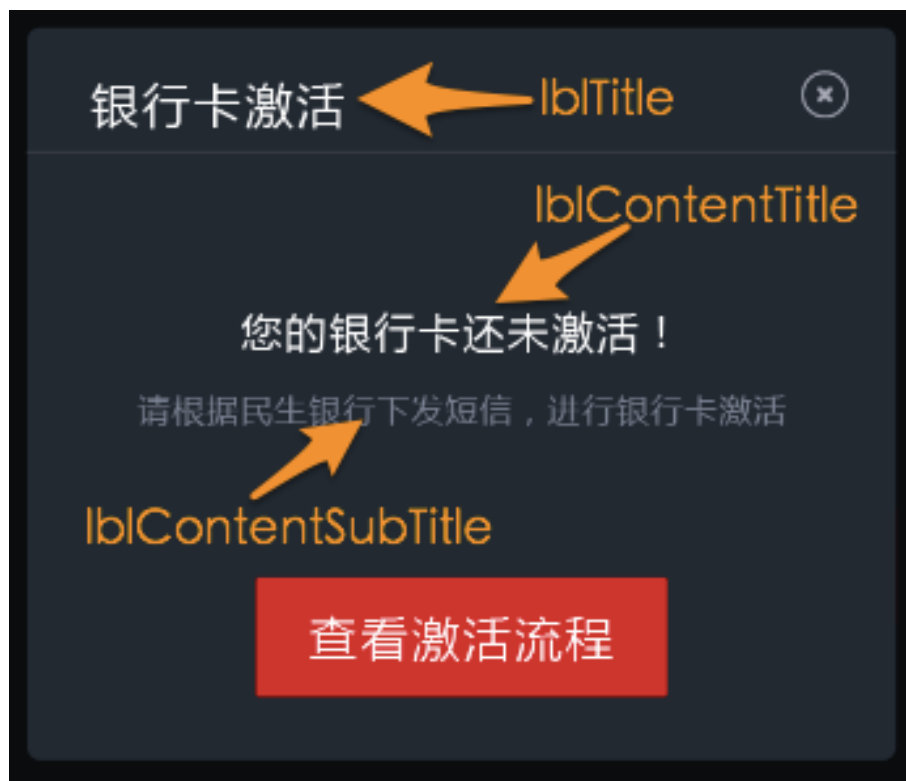 银行卡激活 lblTitle
lblContentTitle
您的银行卡还未激活！
请根据民生银行下发短信，进行银行卡激活
lblContentSubTitle
查看激活流程